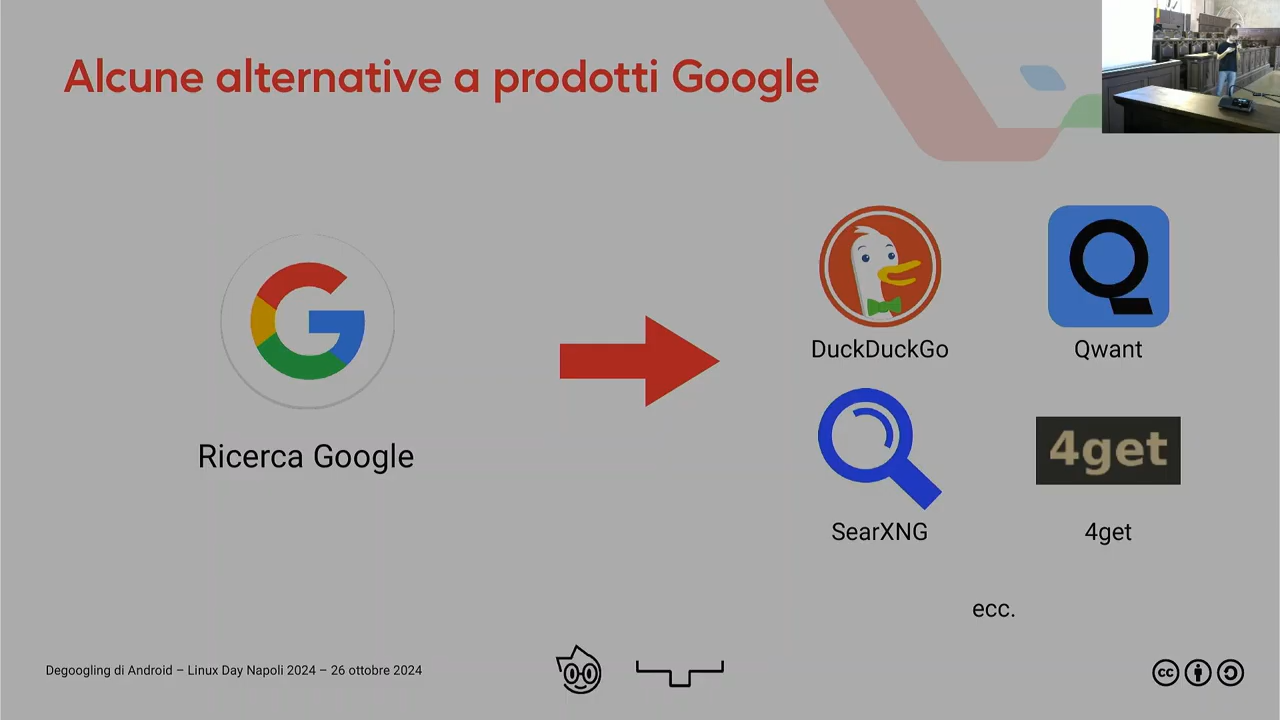 Alcune alternative a prodotti Google
Ricerca Google
DuckDuckGo
Qwant
SearXNG
4get
4get
ecc.
Degoogling di Android – Linux Day Napoli 2024 – 26 ottobre 2024
cc